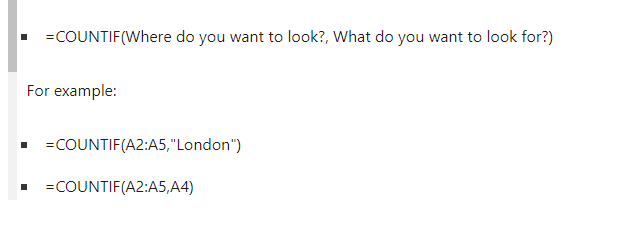 =COUNTIF(Where do you want to look?, What do you want to look for?)
For example:
=COUNTIF(A2:A5,"London")
=COUNTIF(A2:A5,A4)